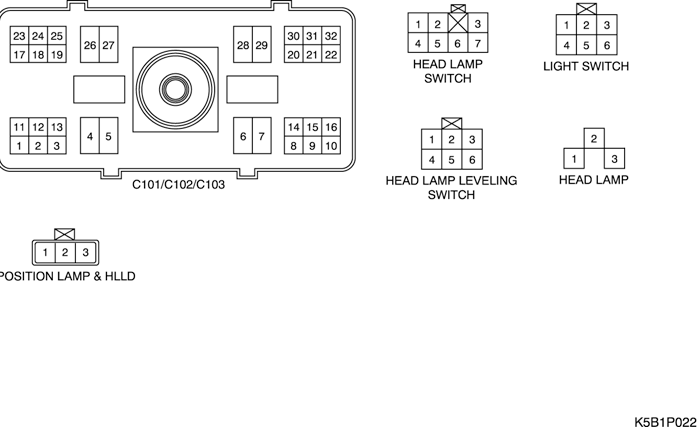 23 24 25
17 18 19
26 27
28 29
30 31 32
20 21 22
11 12 13
1 2 3
4 5
6 7
14 15 16
8 9 10
C101/C102/C103
1 2 3
4 5 6 7
HEAD LAMP
SWITCH
1 2 3
4 5 6
LIGHT SWITCH
1 2 3
4 5 6
HEAD LAMP LEVELING
SWITCH
2
1 3
HEAD LAMP
1 2 3
POSITION LAMP & HLLD
K5B1P022